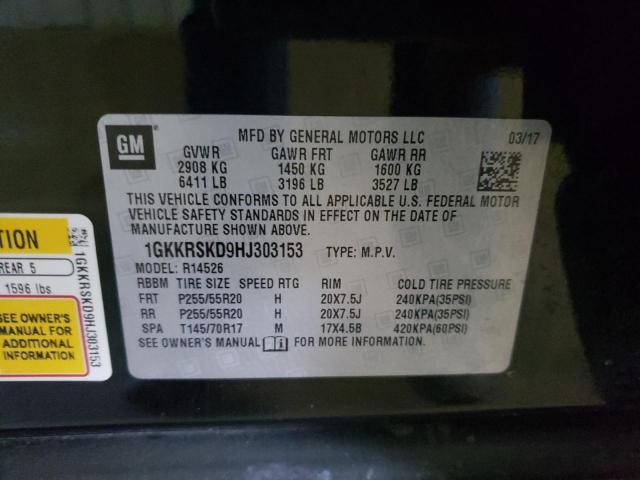 GM
MFD BY GENERAL MOTORS LLC 03/17
GVWR GAWR FRT GAWR RR
2908 KG 1450 KG 1600 KG
6411 LB 3196 LB 3527 LB
THIS VEHICLE CONFORMS TO ALL APPLICABLE U.S. FEDERAL MOTOR
VEHICLE SAFETY STANDARDS IN EFFECT ON THE DATE OF
MANUFACTURE SHOWN ABOVE.
1GKKRSKD9HJ303153 TYPE: M.P.V.
MODEL: R14526
RBBM TIRE SIZE SPEED RTG RIM COLD TIRE PRESSURE
FRT P255/55R20 H 20X7.5J 240KPA(35PSI)
RR P255/55R20 H 20X7.5J 240KPA(35PSI)
SPA T145/70R17 M 17X4.5B 420KPA(60PSI)
SEE OWNER'S MANUAL FOR MORE INFORMATION.
TION
REAR 5
1596 lbs.
SEE OWNER'S
MANUAL FOR
ADDITIONAL
INFORMATION
1GKKRSKD9HJ303153